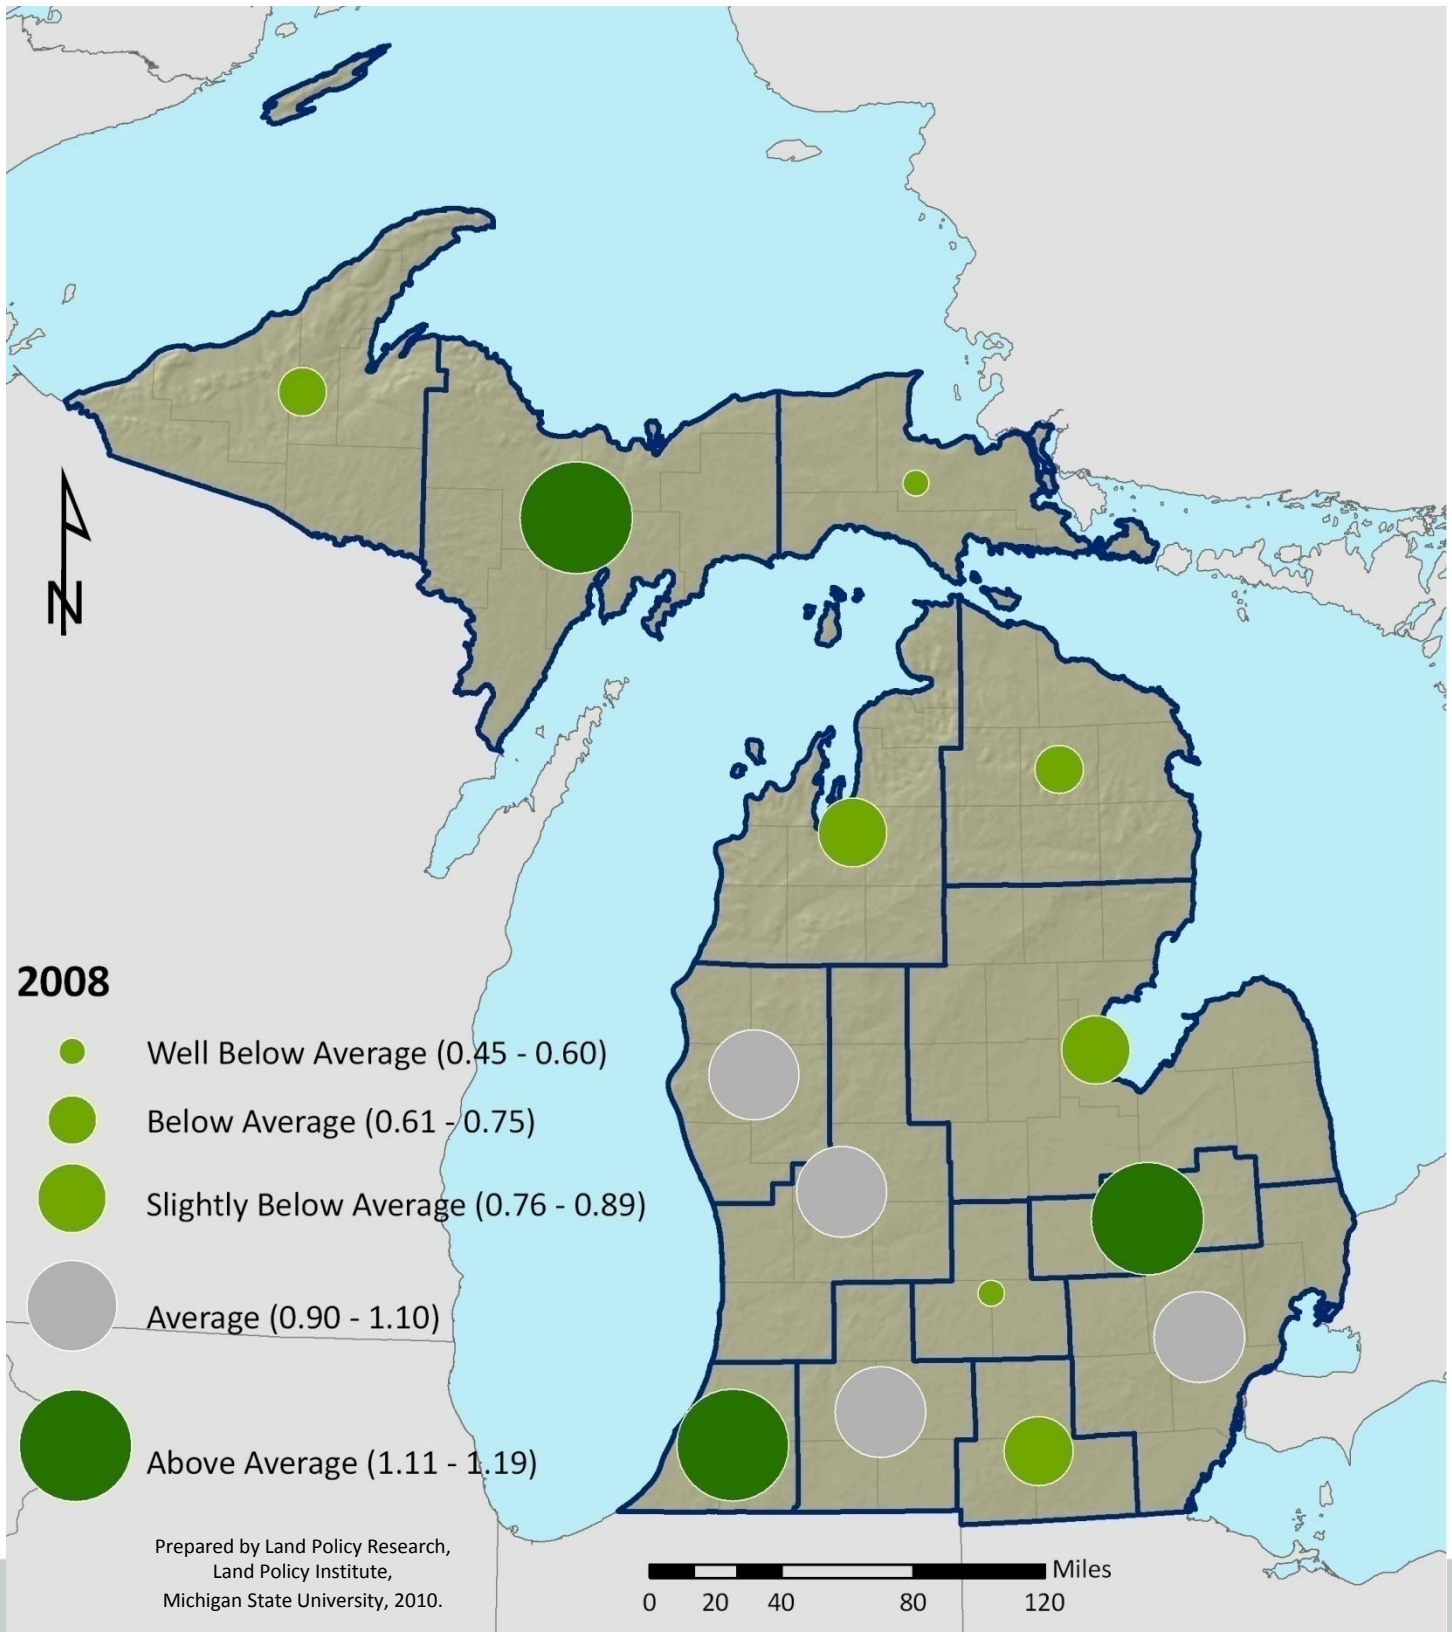 N
2008
Well Below Average (0.45 - 0.60)
Below Average (0.61 - 0.75)
Slightly Below Average (0.76 - 0.89)
Average (0.90 - 1.10)
Above Average (1.11 - 1.19)
Prepared by Land Policy Research,
Land Policy Institute,
Michigan State University, 2010.
Miles
0 20 40 80 120